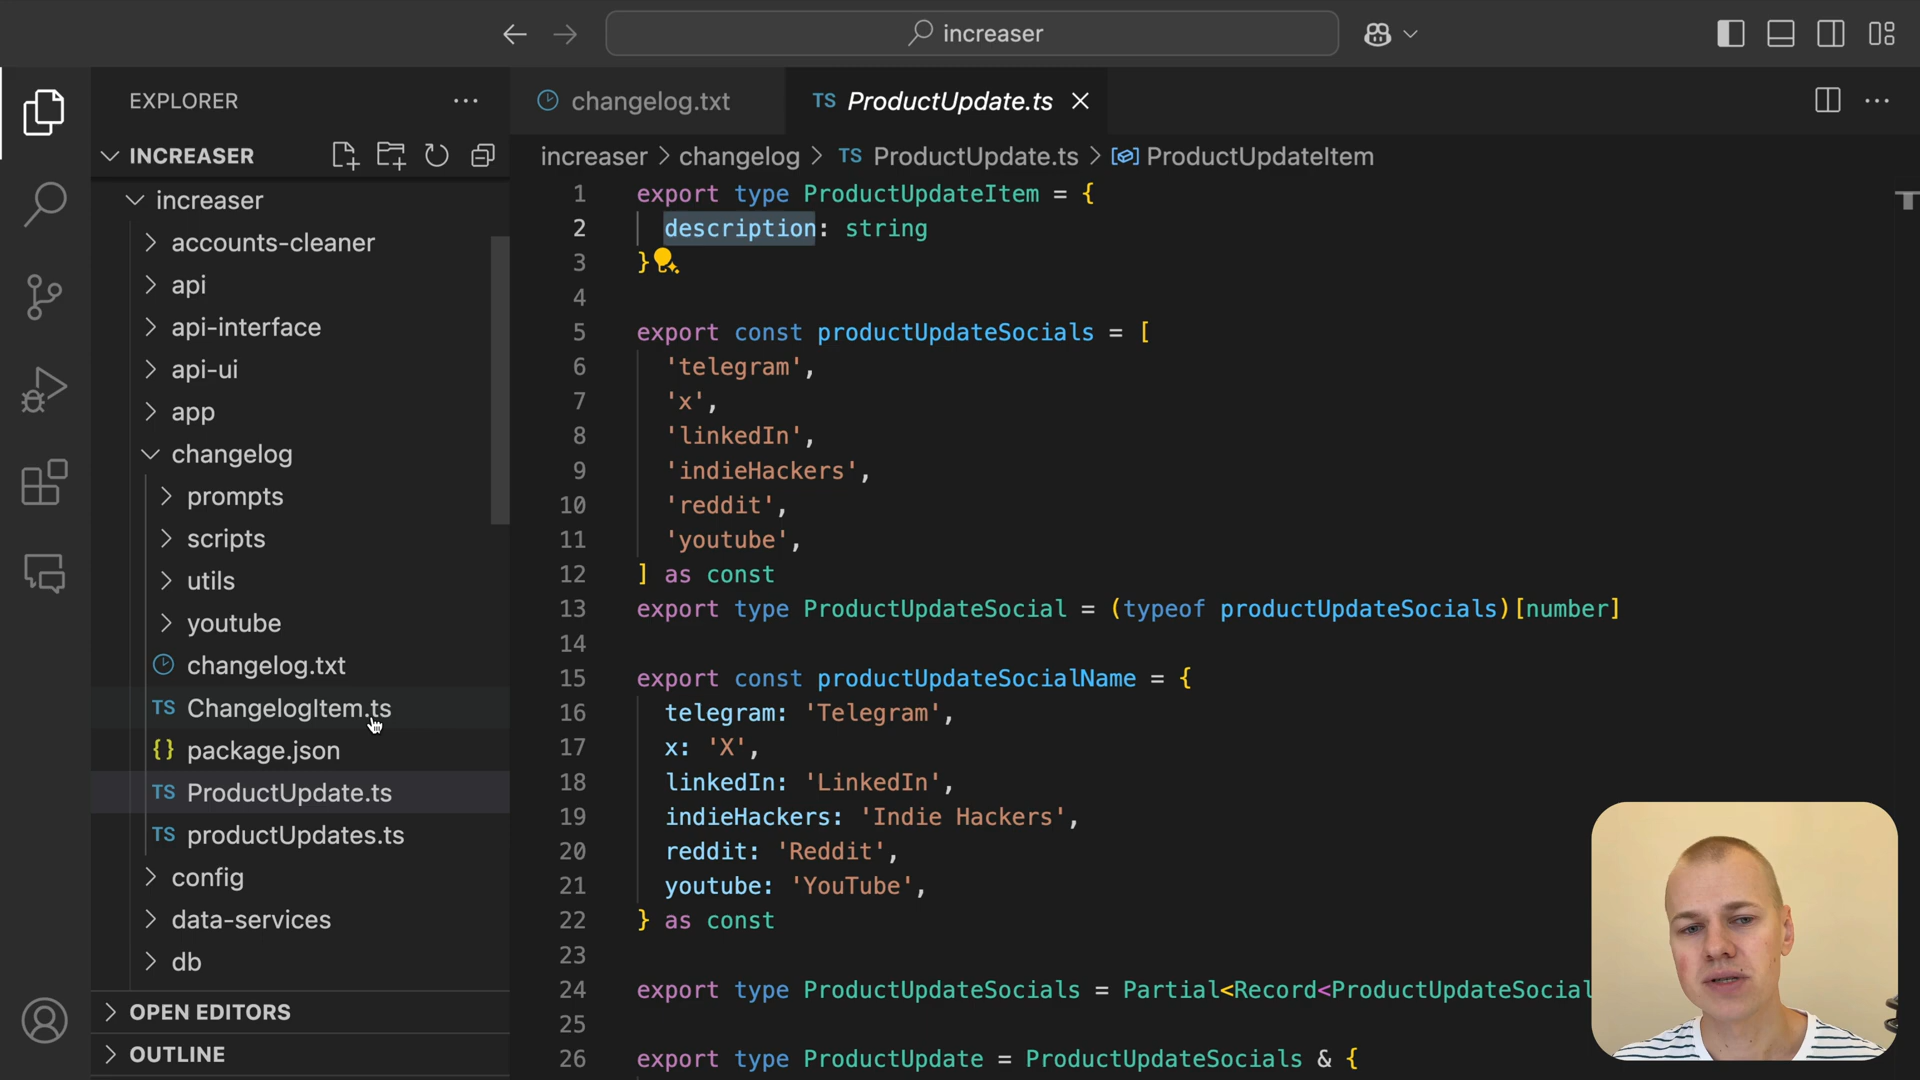 increaser
EXPLORER
changelog.txt
TS ProductUpdate.ts
INCREASER
increaser > changelog > TS ProductUpdate.ts > ProductUpdateItem
increaser
accounts-cleaner
api
api-interface
api-ui
app
changelog
prompts
scripts
utils
youtube
changelog.txt
TS ChangelogItem.ts
{} package.json
TS ProductUpdate.ts
TS productUpdates.ts
config
data-services
db
OPEN EDITORS
OUTLINE
1 export type ProductUpdateItem = {
2 description: string
3 }
4
5 export const productUpdateSocials = [
6 'telegram',
7 'x',
8 'linkedIn',
9 'indieHackers',
10 'reddit',
11 'youtube',
12 ] as const
13 export type ProductUpdateSocial = (typeof productUpdateSocials)[number]
14
15 export const productUpdateSocialName = {
16 telegram: 'Telegram',
17 x: 'X',
18 linkedIn: 'LinkedIn',
19 indieHackers: 'Indie Hackers',
20 reddit: 'Reddit',
21 youtube: 'YouTube',
22 } as const
23
24 export type ProductUpdateSocials = Partial<Record<ProductUpdateSocial
25
26 export type ProductUpdate = ProductUpdateSocials & {